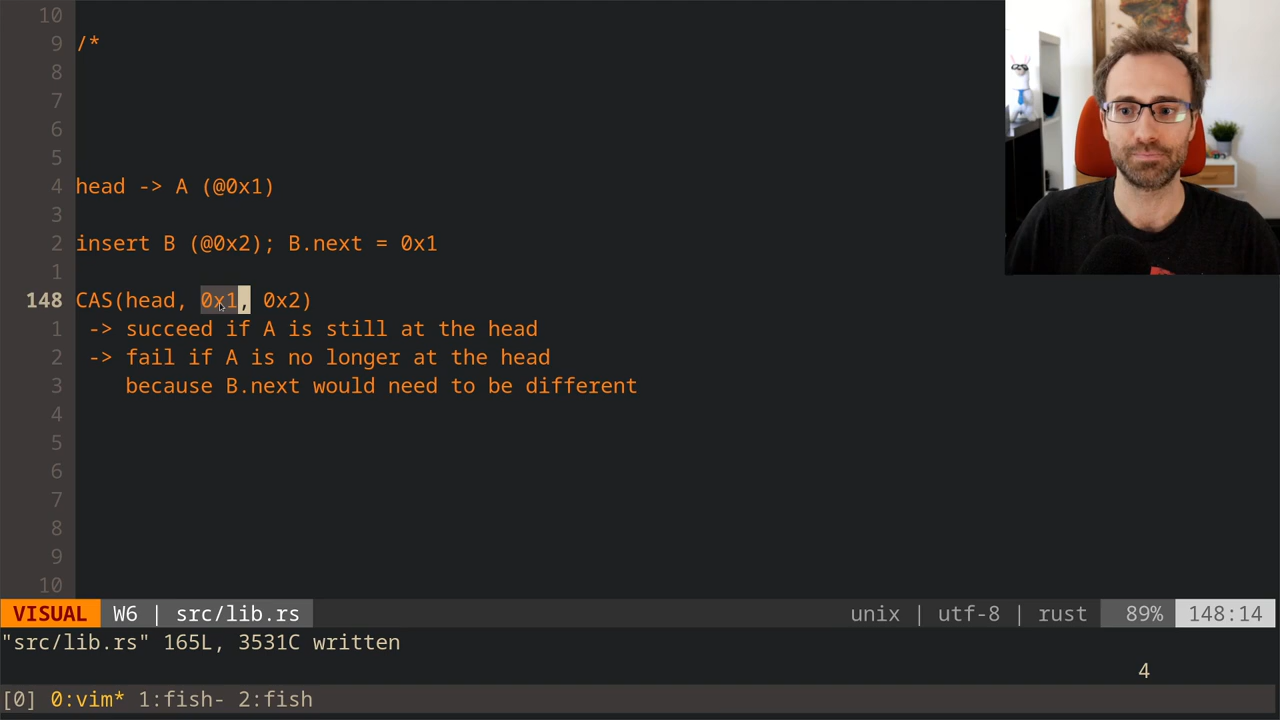 10
9 /*
8
7
6
5
4 head -> A (@0x1)
3
2 insert B (@0x2); B.next = 0x1
1
148 CAS(head, 0x1, 0x2)
1 -> succeed if A is still at the head
2 -> fail if A is no longer at the head
3 because B.next would need to be different
4
5
6
7
8
9
10
VISUAL W6 | src/lib.rs unix | utf-8 | rust 89% 148:14
"src/lib.rs" 165L, 3531C written
4
[0] 0:vim* 1:fish- 2:fish